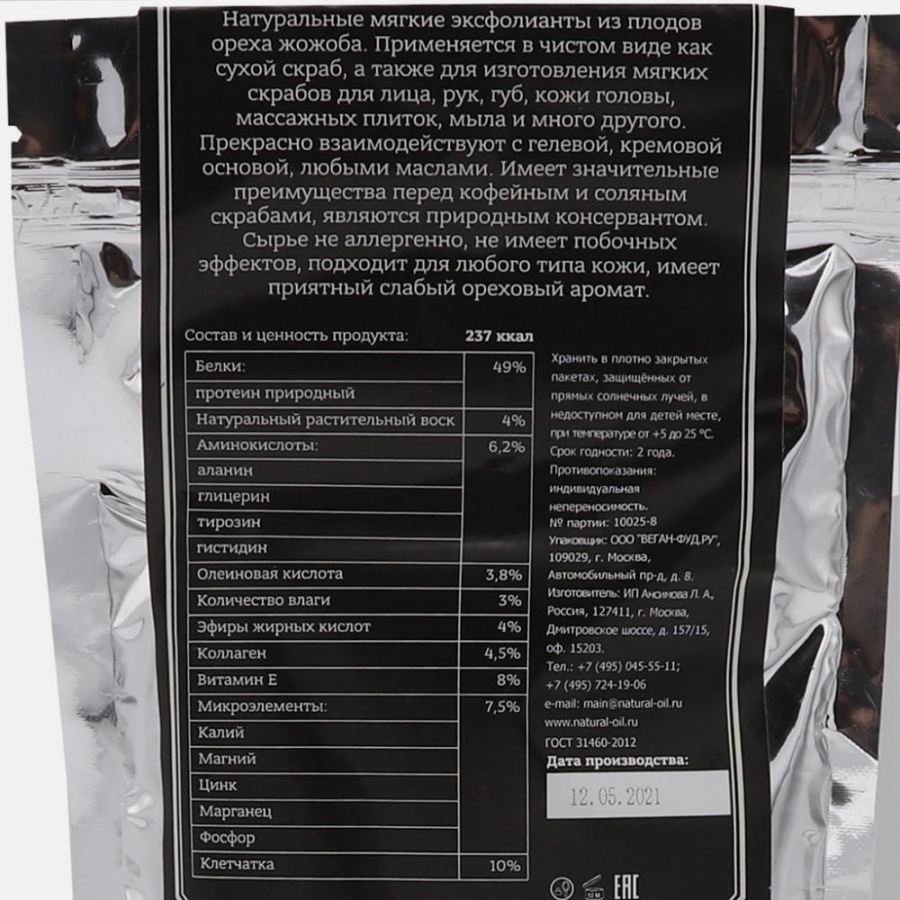 Натуральные мягкие эксфолианты из плодов
ореха жожоба. Применяется в чистом виде как
сухой скраб, а также для изготовления мягких
скрабов для лица, рук, губ, кожи головы,
массажных плиток, мыла и много другого.
Прекрасно взаимодействуют с гелевой, кремовой
основой, любыми маслами. Имеет значительные
преимущества перед кофейным и соляным
скрабами, являются природным консервантом.
Сырье не аллергенно, не имеет побочных
эффектов, подходит для любого типа кожи, имеет
приятный слабый ореховый аромат.
Состав и ценность продукта: 237 ккал
Белки: 49%
протеин природный
Натуральный растительный воск 4%
Аминокислоты: 6,2%
аланин
глицерин
тирозин
гистидин
Олеиновая кислота 3,8%
Количество влаги 3%
Эфиры жирных кислот 4%
Коллаген 4,5%
Витамин Е 8%
Микроэлементы: 7,5%
Калий
Магний
Цинк
Марганец
Фосфор
Клетчатка 10%
Хранить в плотно закрытых
пакетах, защищённых от
прямых солнечных лучей, в
недоступном для детей месте,
при температуре от +5 до 25 °С.
Срок годности: 2 года.
Противопоказания:
индивидуальная
непереносимость.
№ партии: 10025-8
Упаковщик: ООО "ВЕГАН-ФУД.РУ",
109029, г. Москва,
Автомобильный пр-д, д. 8.
Изготовитель: ИП Ансимова Л. А.,
Россия, 127411, г. Москва,
Дмитровское шоссе, д. 157/15,
оф. 15203.
Тел.: +7 (495) 045-55-11;
+7 (495) 724-19-06
e-mail: main@natural-oil.ru
www.natural-oil.ru
ГОСТ 31460-2012
Дата производства:
12.05.2021
12 M
EAC